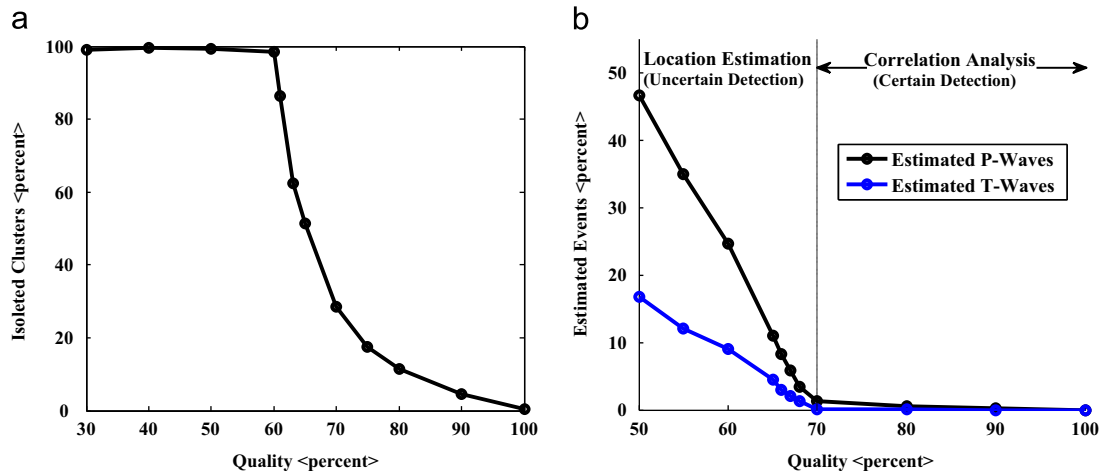 a
100
80
60
40
20
0
Isoleted Clusters <percent>
30 40 50 60 70 80 90 100
Quality <percent>
b
Location Estimation
(Uncertain Detection)
Correlation Analysis
(Certain Detection)
Estimated P-Waves
Estimated T-Waves
50
40
30
20
10
0
Estimated Events <percent>
50 60 70 80 90 100
Quality <percent>